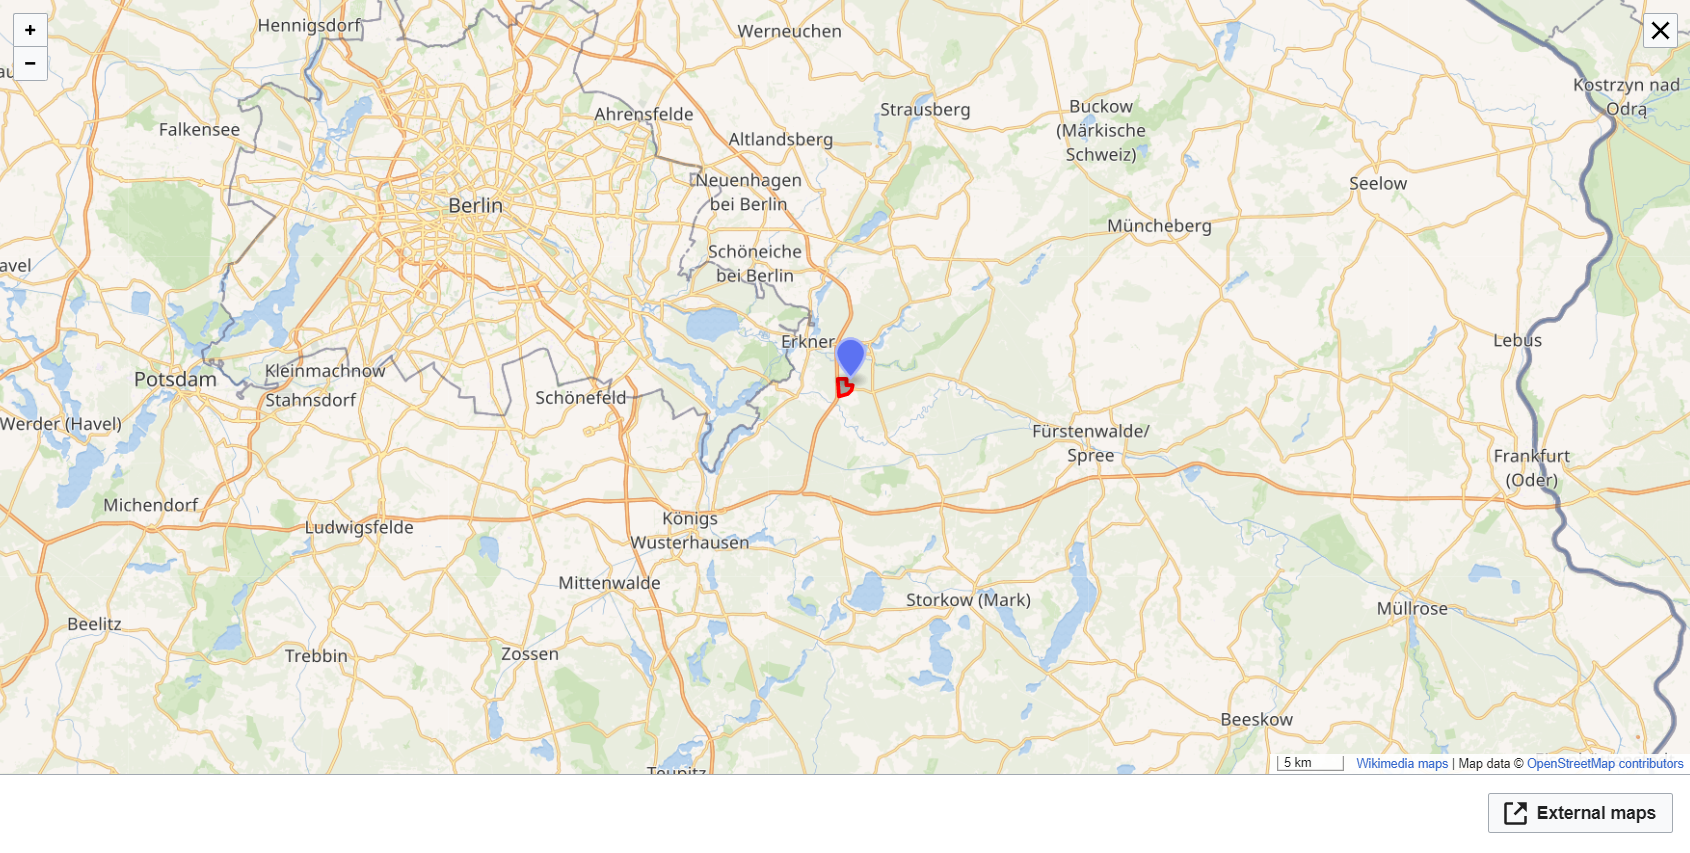 +
−
Hennigsdorf
Werneuchen
Kostrzyn nad
Odrą
Ahrensfelde
Strausberg
Buckow
(Märkische
Schweiz)
Falkensee
Altlandsberg
Neuenhagen
bei Berlin
Seelow
Berlin
Müncheberg
Schöneiche
bei Berlin
avel
Erkner
Lebus
Potsdam
Kleinmachnow
Stahnsdorf
Schönefeld
Werder (Havel)
Fürstenwalde/
Spree
Frankfurt
(Oder)
Michendorf
Ludwigsfelde
Königs
Wusterhausen
Mittenwalde
Storkow (Mark)
Müllrose
Beelitz
Trebbin
Zossen
Beeskow
Teupitz
5 km
Wikimedia maps | Map data © OpenStreetMap contributors
External maps